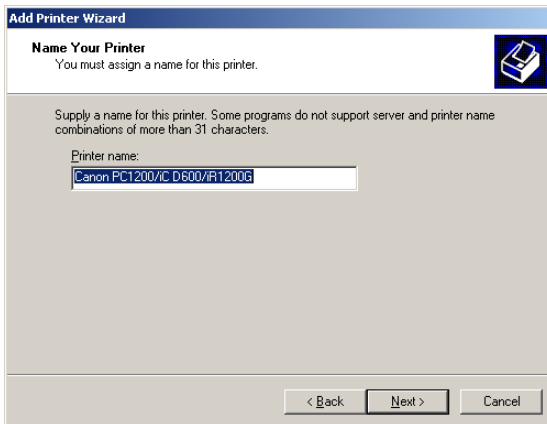 Add Printer Wizard
Name Your Printer
You must assign a name for this printer.
Supply a name for this printer. Some programs do not support server and printer name
combinations of more than 31 characters.
Printer name:
Canon PC1200/iC D600/iR1200G
< Back
Next >
Cancel